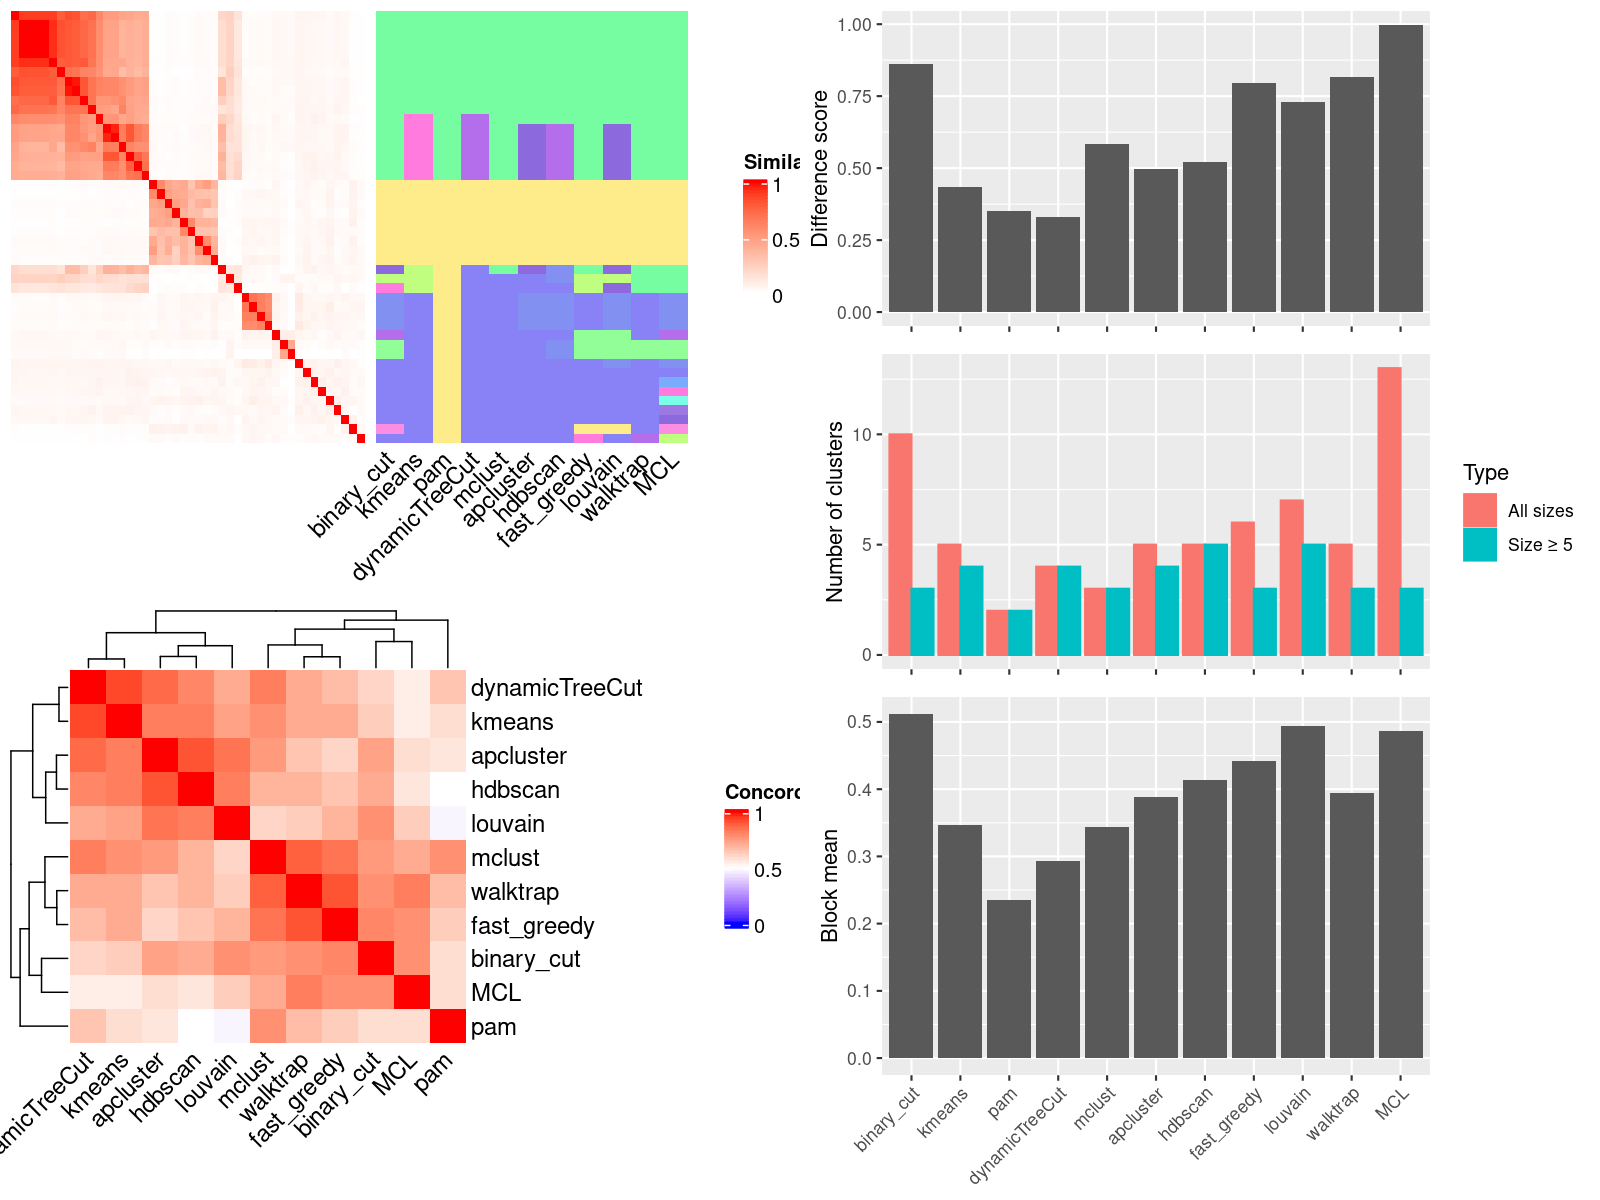 Simila
1
0.5
0
binary_cut
kmeans
pam
dynamicTreeCut
mclust
apcluster
hdbscan
fast_greedy
louvain
walktrap
MCL
dynamicTreeCut
kmeans
apcluster
hdbscan
louvain
mclust
walktrap
fast_greedy
binary_cut
MCL
pam
Concord
1
0.5
0
amicTreeCut
kmeans
apcluster
hdbscan
louvain
mclust
walktrap
fast_greedy
binary_cut
MCL
pam
Difference score
1.00
0.75
0.50
0.25
0.00
Number of clusters
10
5
0
Type
All sizes
Size ≥ 5
Block mean
0.5
0.4
0.3
0.2
0.1
0.0
binary_cut
kmeans
pam
dynamicTreeCut
mclust
apcluster
hdbscan
fast_greedy
louvain
walktrap
MCL